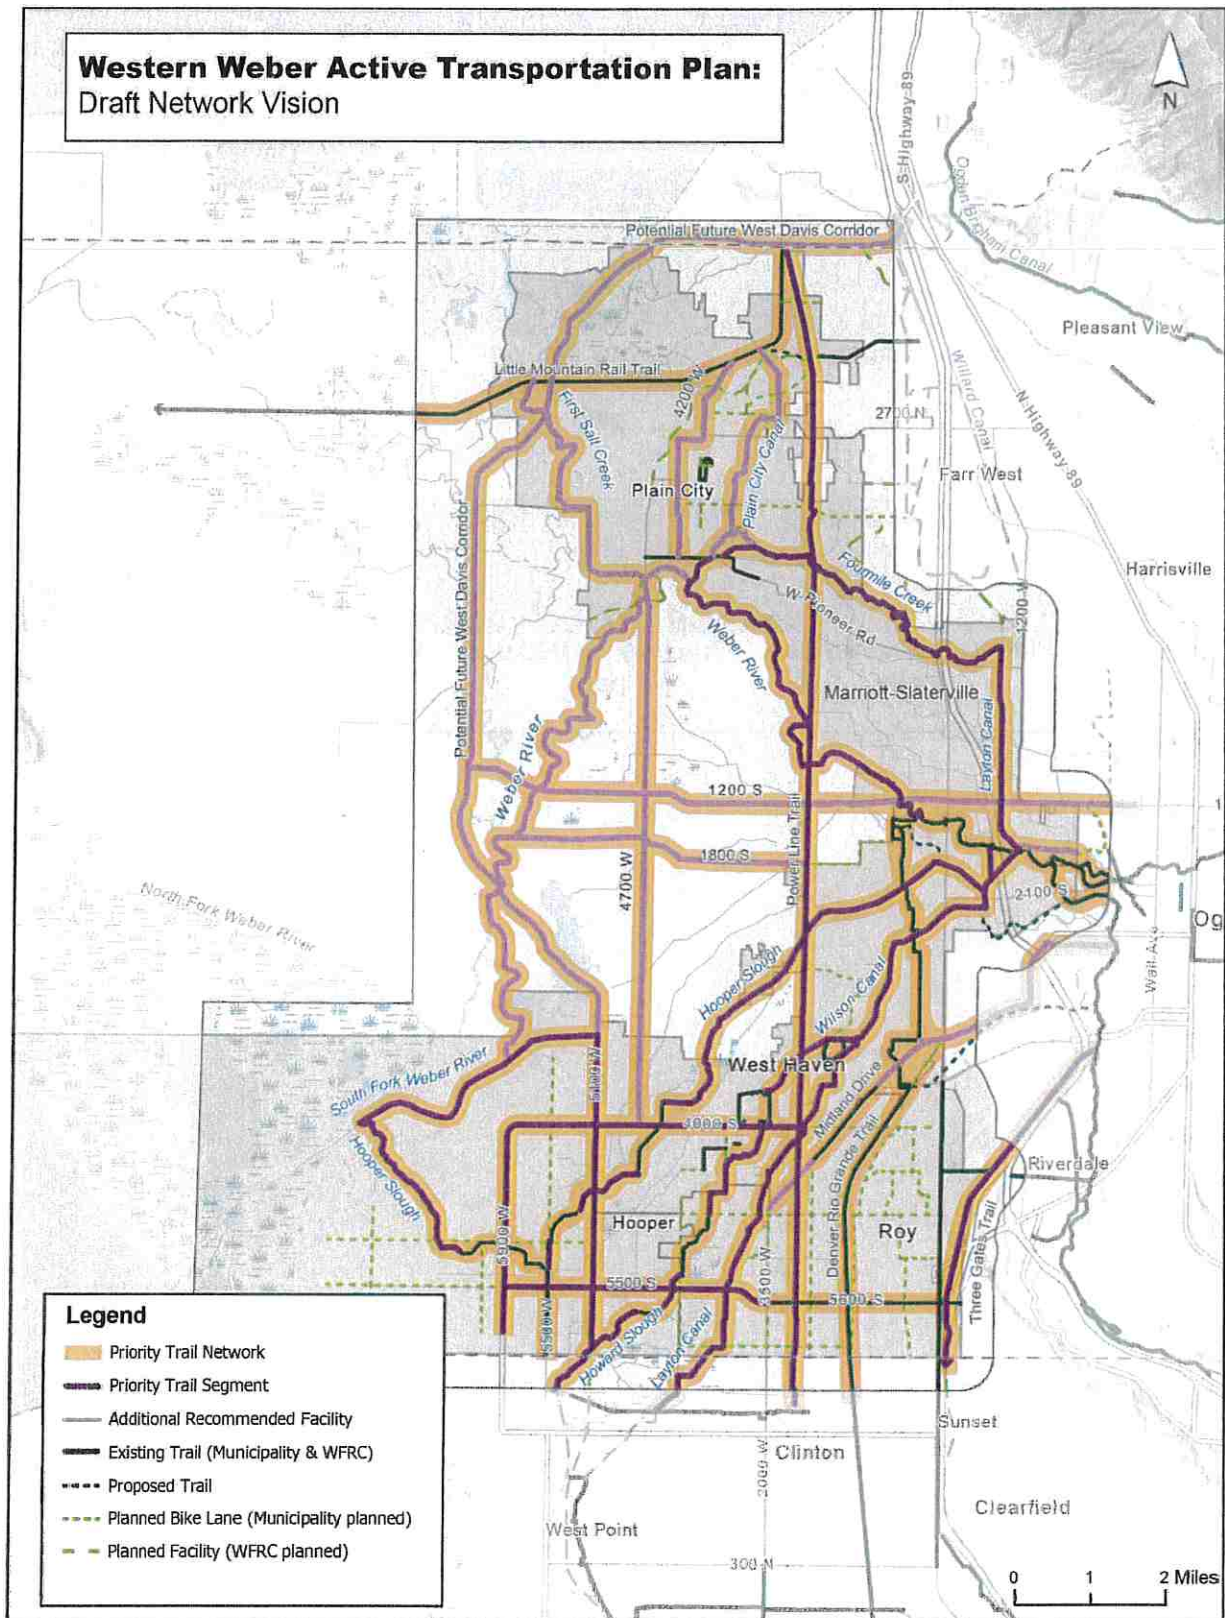 Western Weber Active Transportation Plan:
Draft Network Vision
N
S Highway 89
Ogden Brigham Canal
Potential Future West Davis Corridor
Pleasant View
Little Mountain Rail Trail
4200 W
First Salt Creek
Willard Canal
N Highway 89
2700 N
Plain City Canal
Farr West
Plain City
Potential Future West Davis Corridor
Harrisville
Fourmile Creek
W Pioneer Rd
1200 W
Weber River
Marriott-Slaterville
Layton Canal
Weber River
1200 S
Power Line Trail
1800 S
4700 W
2100 S
North Fork Weber River
Og
Wall Ave
Hooper Slough
Wilson Canal
West Haven
South Fork Weber River
5100 W
Midland Drive
4000 S
Denver Rio Grande Trail
Riverdale
Hooper Slough
5900 W
Hooper
Roy
3500 W
Three Gates Trail
5500 S
5600 S
5500 W
Howard Slough
Layton Canal
Sunset
Clinton
2000 W
Clearfield
West Point
300 N
Legend
Priority Trail Network
Priority Trail Segment
Additional Recommended Facility
Existing Trail (Municipality & WFRC)
Proposed Trail
Planned Bike Lane (Municipality planned)
Planned Facility (WFRC planned)
0 1 2 Miles